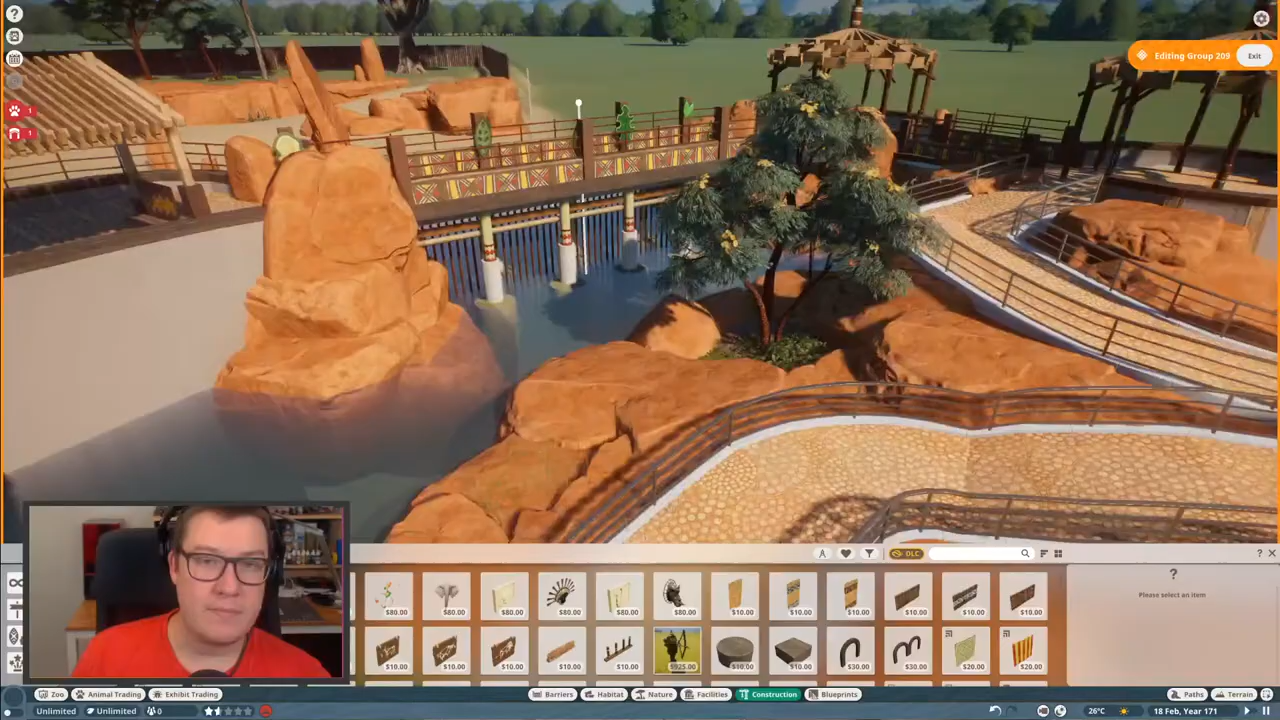 ?
Editing Group 209 Exit
1
1
DLC
?
$80.00 $80.00 $80.00 $80.00 $80.00 $80.00 $10.00 $10.00 $10.00 $10.00 $10.00 $10.00
?
Please select an item
$10.00 $10.00 $10.00 $10.00 $10.00 $925.00 $10.00 $10.00 $30.00 $30.00 $20.00 $20.00
Zoo Animal Trading Exhibit Trading Barriers Habitat Nature Facilities Construction Blueprints Paths Terrain
Unlimited Unlimited 0 26°C 18 Feb, Year 171